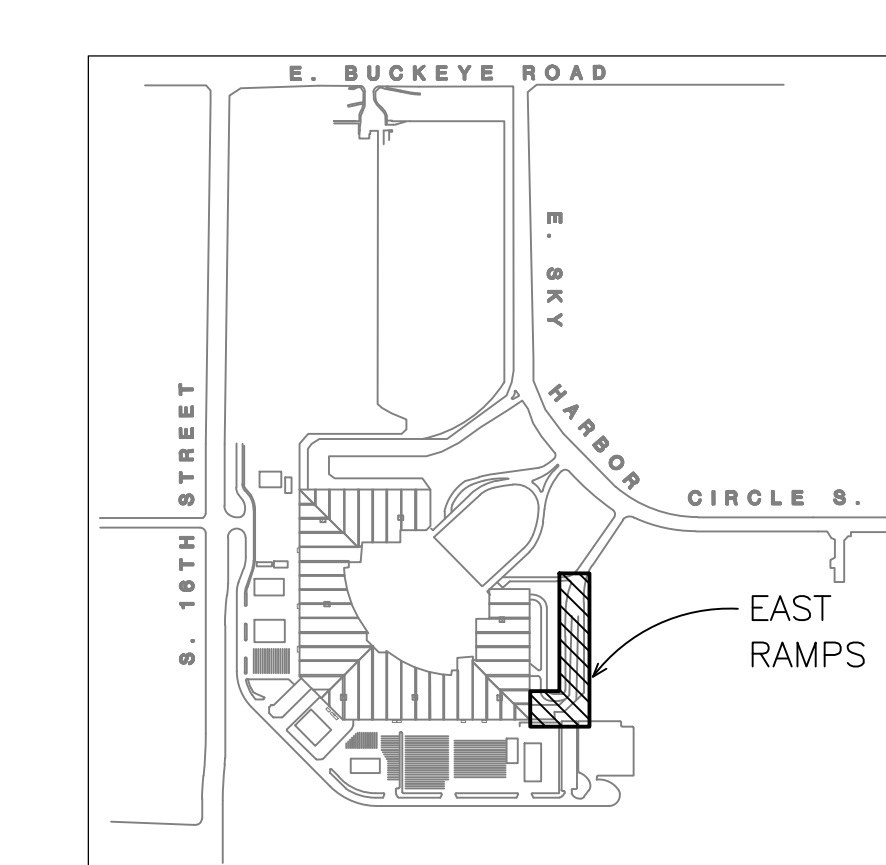 E. BUCKEYE ROAD
E. SKY
HARBOR
CIRCLE S.
S. 16TH STREET
EAST
RAMPS